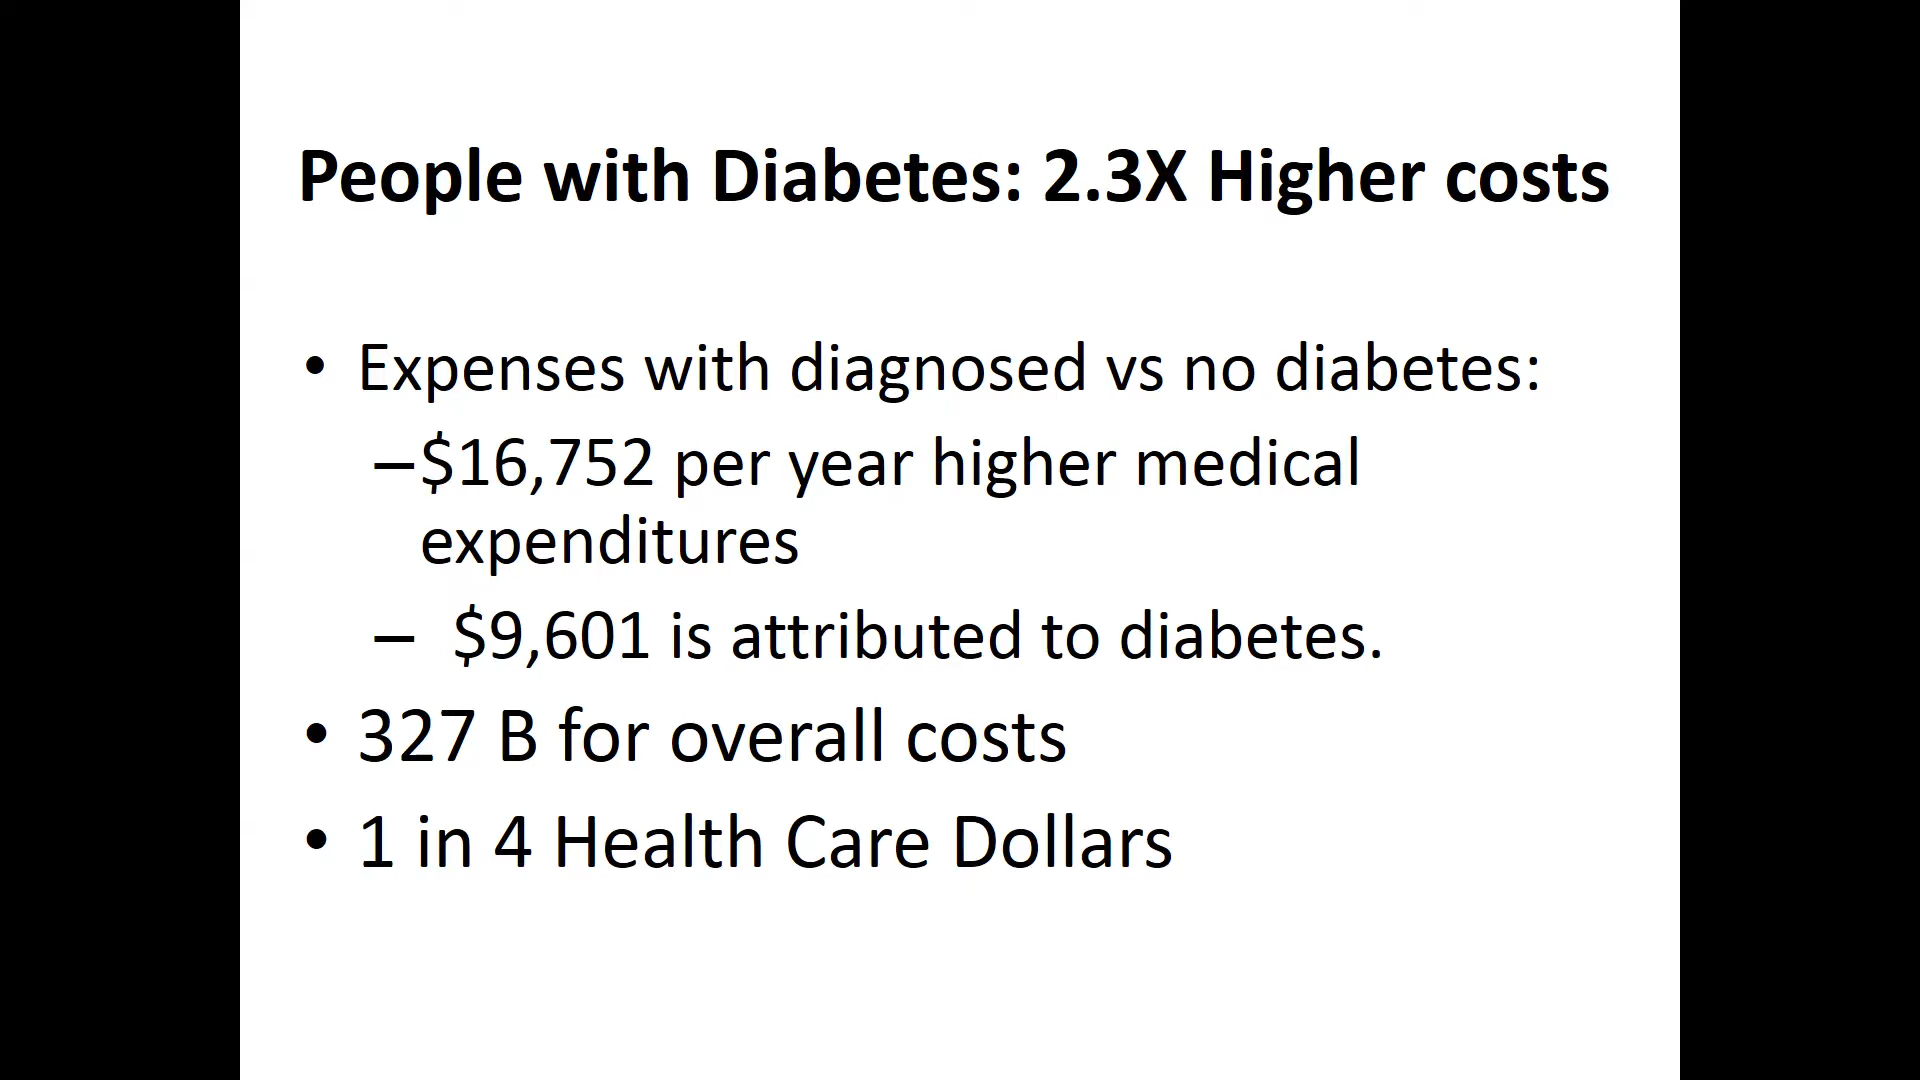 People with Diabetes: 2.3X Higher costs
• Expenses with diagnosed vs no diabetes:
–$16,752 per year higher medical
expenditures
– $9,601 is attributed to diabetes.
• 327 B for overall costs
• 1 in 4 Health Care Dollars